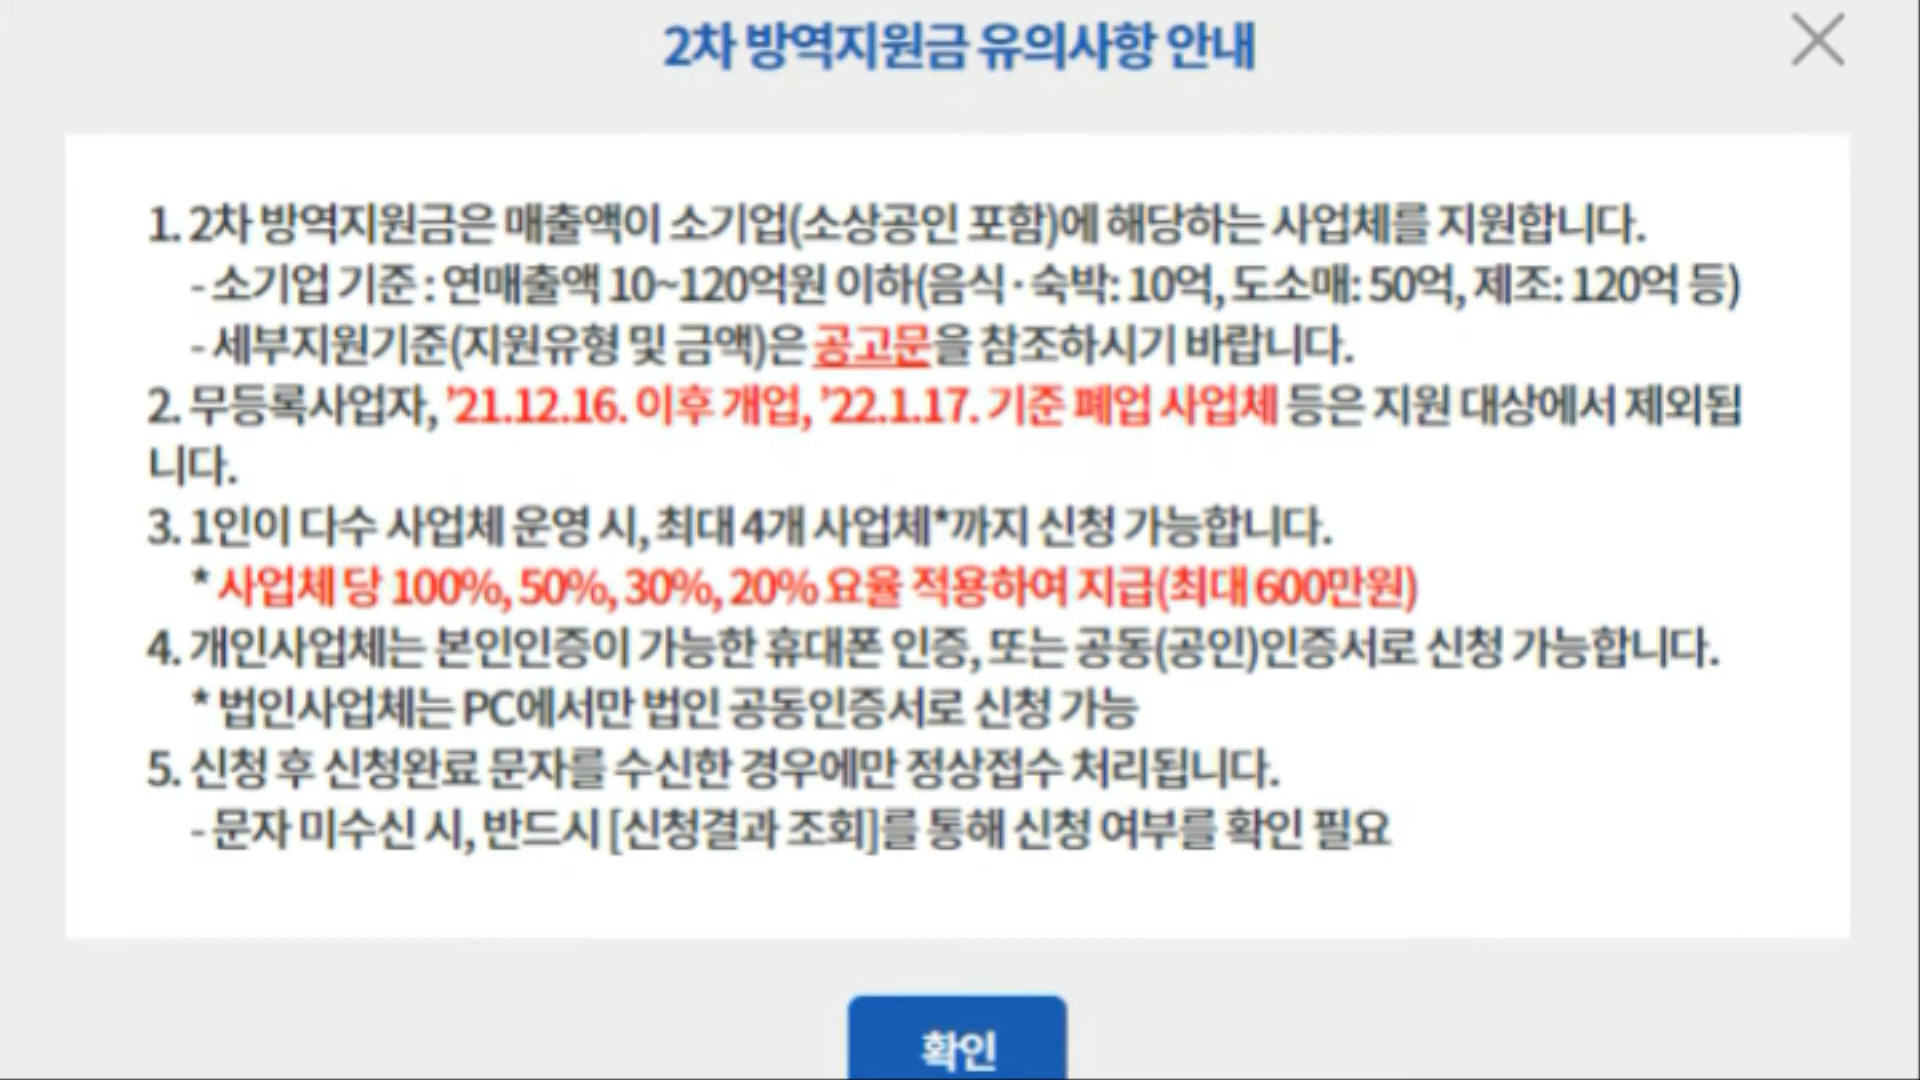 2차 방역지원금 유의사항 안내
1. 2차 방역지원금은 매출액이 소기업(소상공인 포함)에 해당하는 사업체를 지원합니다.
- 소기업 기준 : 연매출액 10~120억원 이하(음식·숙박: 10억, 도소매: 50억, 제조: 120억 등)
- 세부지원기준(지원유형 및 금액)은 공고문을 참조하시기 바랍니다.
2. 무등록사업자, ’21.12.16. 이후 개업, ’22.1.17. 기준 폐업 사업체 등은 지원 대상에서 제외됩
니다.
3. 1인이 다수 사업체 운영 시, 최대 4개 사업체*까지 신청 가능합니다.
* 사업체 당 100%, 50%, 30%, 20% 요율 적용하여 지급(최대 600만원)
4. 개인사업체는 본인인증이 가능한 휴대폰 인증, 또는 공동(공인)인증서로 신청 가능합니다.
* 법인사업체는 PC에서만 법인 공동인증서로 신청 가능
5. 신청 후 신청완료 문자를 수신한 경우에만 정상접수 처리됩니다.
- 문자 미수신 시, 반드시 [신청결과 조회]를 통해 신청 여부를 확인 필요
확인